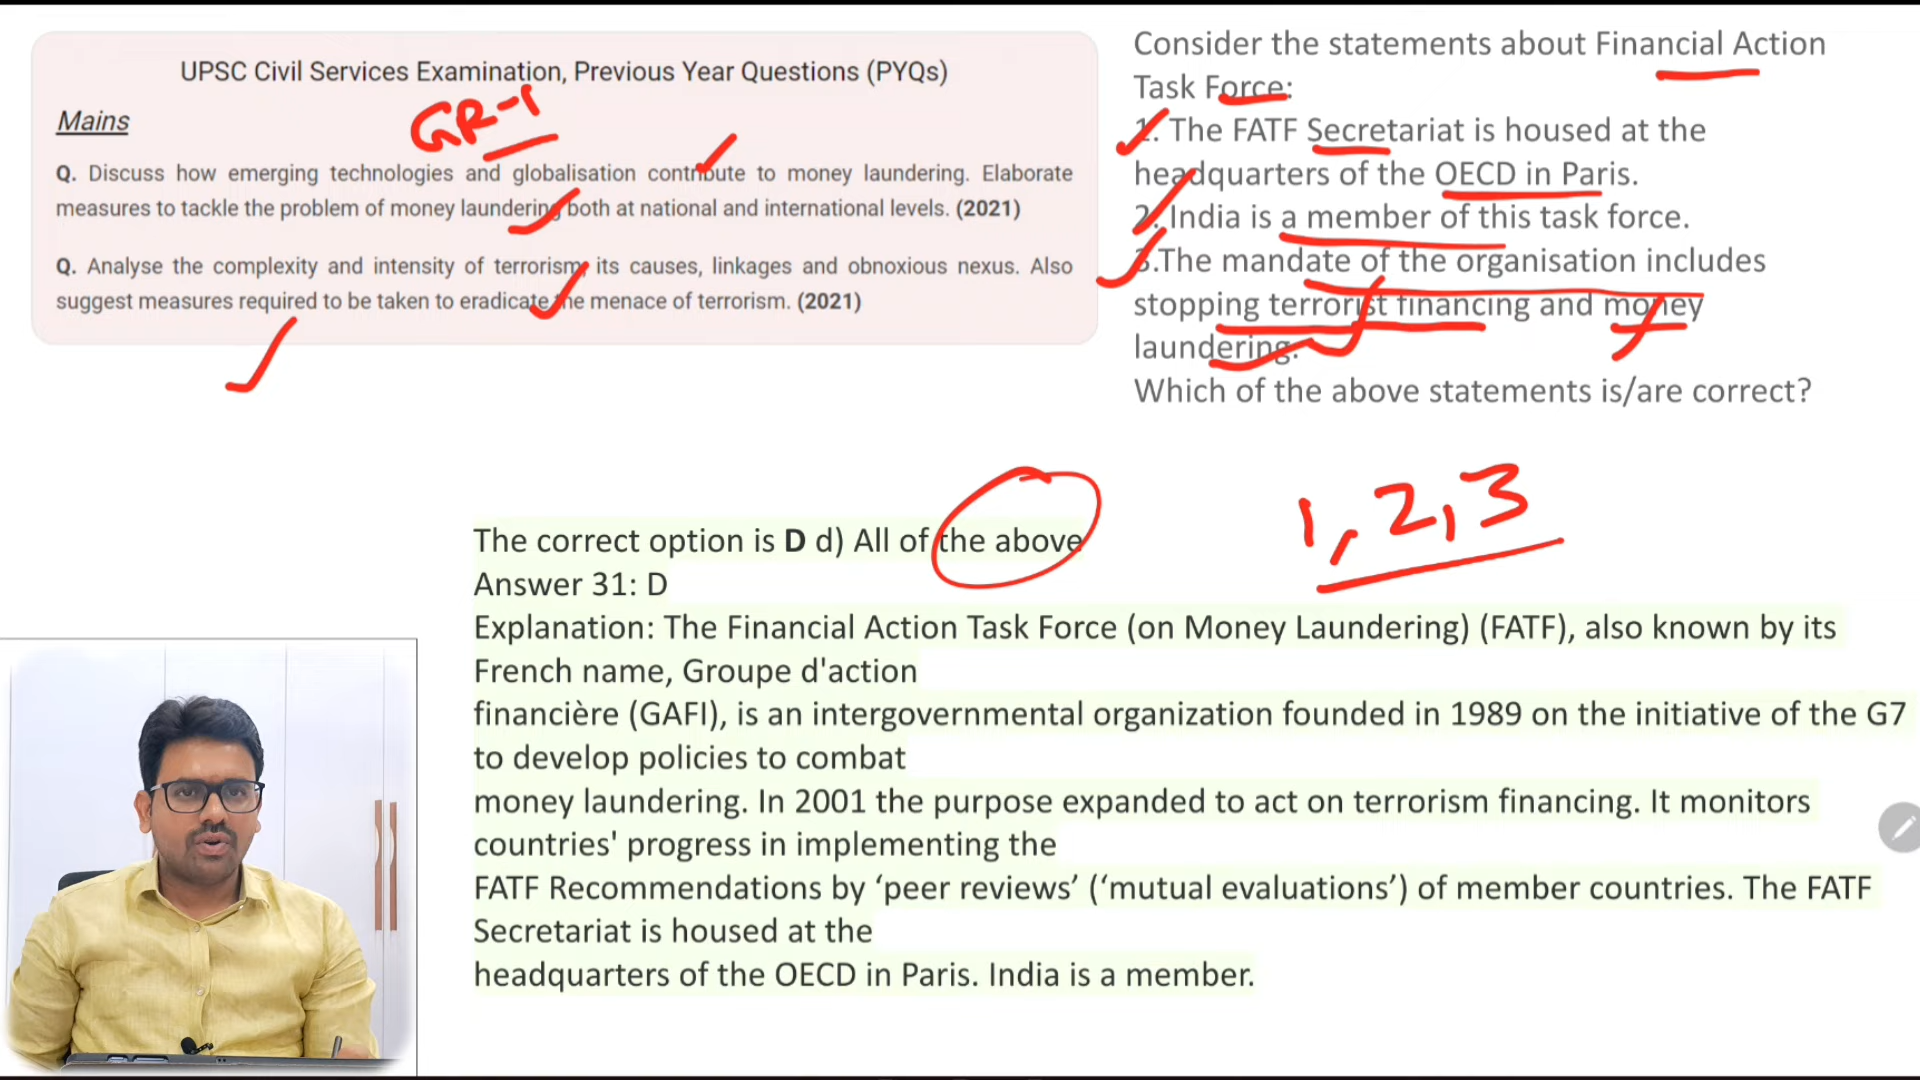 UPSC Civil Services Examination, Previous Year Questions (PYQs)
Mains
GR-1
Q. Discuss how emerging technologies and globalisation contribute to money laundering. Elaborate
measures to tackle the problem of money laundering both at national and international levels. (2021)
Q. Analyse the complexity and intensity of terrorism, its causes, linkages and obnoxious nexus. Also
suggest measures required to be taken to eradicate the menace of terrorism. (2021)
Consider the statements about Financial Action
Task Force:
1. The FATF Secretariat is housed at the
headquarters of the OECD in Paris.
2. India is a member of this task force.
3.The mandate of the organisation includes
stopping terrorist financing and money
laundering.
Which of the above statements is/are correct?
1, 2, 3
The correct option is D d) All of the above
Answer 31: D
Explanation: The Financial Action Task Force (on Money Laundering) (FATF), also known by its
French name, Groupe d'action
financière (GAFI), is an intergovernmental organization founded in 1989 on the initiative of the G7
to develop policies to combat
money laundering. In 2001 the purpose expanded to act on terrorism financing. It monitors
countries' progress in implementing the
FATF Recommendations by ‘peer reviews’ (‘mutual evaluations’) of member countries. The FATF
Secretariat is housed at the
headquarters of the OECD in Paris. India is a member.